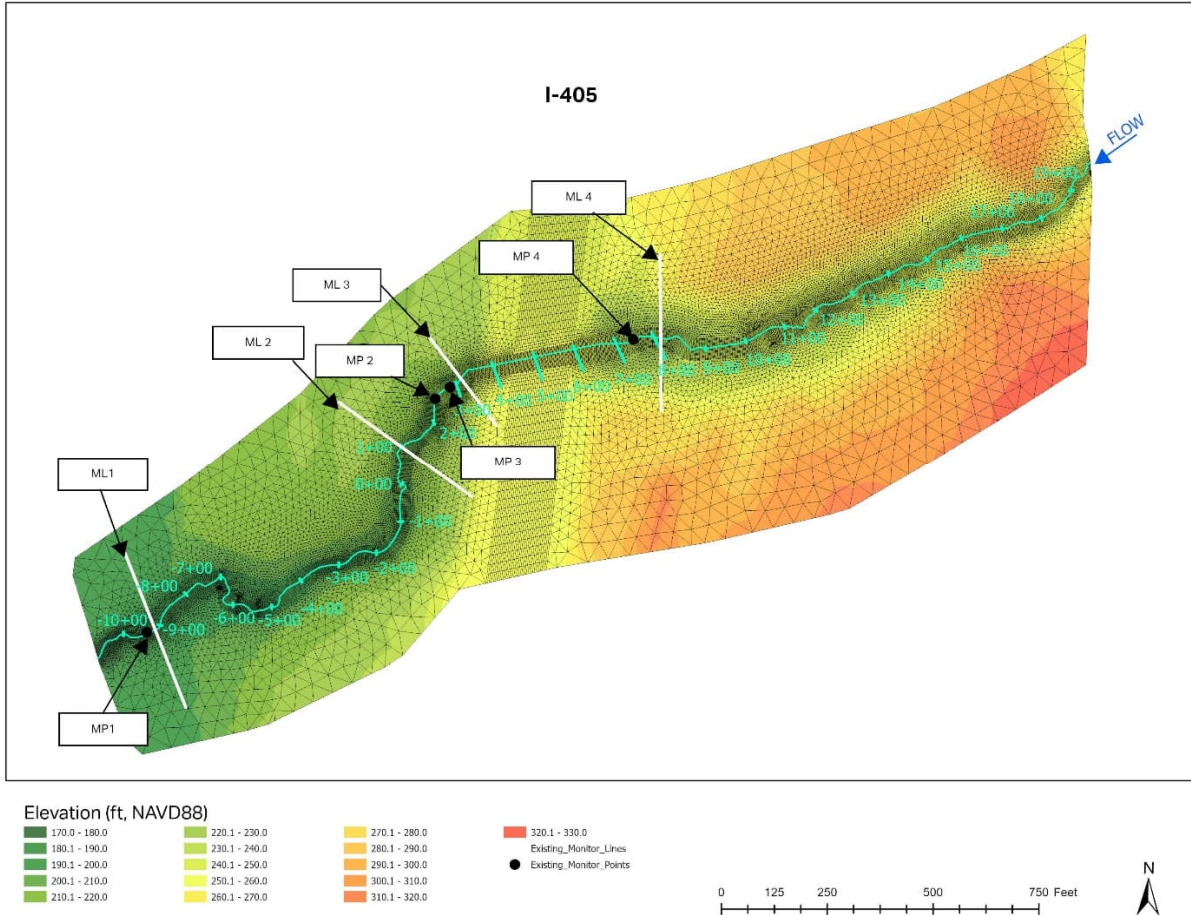 I-405
FLOW
19+00
18+00
17+00
16+00
15+00
14+00
13+00
12+00
11+00
10+00
9+00
8+00
7+00
6+00
5+00
4+00
2+00
1+00
0+00
-1+00
-2+00
-3+00
-4+00
-5+00
-6+00
-7+00
-8+00
-9+00
-10+00
ML 4
MP 4
ML 3
ML 2
MP 2
MP 3
ML1
MP1
Elevation (ft, NAVD88)
170.0 - 180.0
180.1 - 190.0
190.1 - 200.0
200.1 - 210.0
210.1 - 220.0
220.1 - 230.0
230.1 - 240.0
240.1 - 250.0
250.1 - 260.0
260.1 - 270.0
270.1 - 280.0
280.1 - 290.0
290.1 - 300.0
300.1 - 310.0
310.1 - 320.0
320.1 - 330.0
Existing_Monitor_Lines
Existing_Monitor_Points
0 125 250 500 750 Feet
N